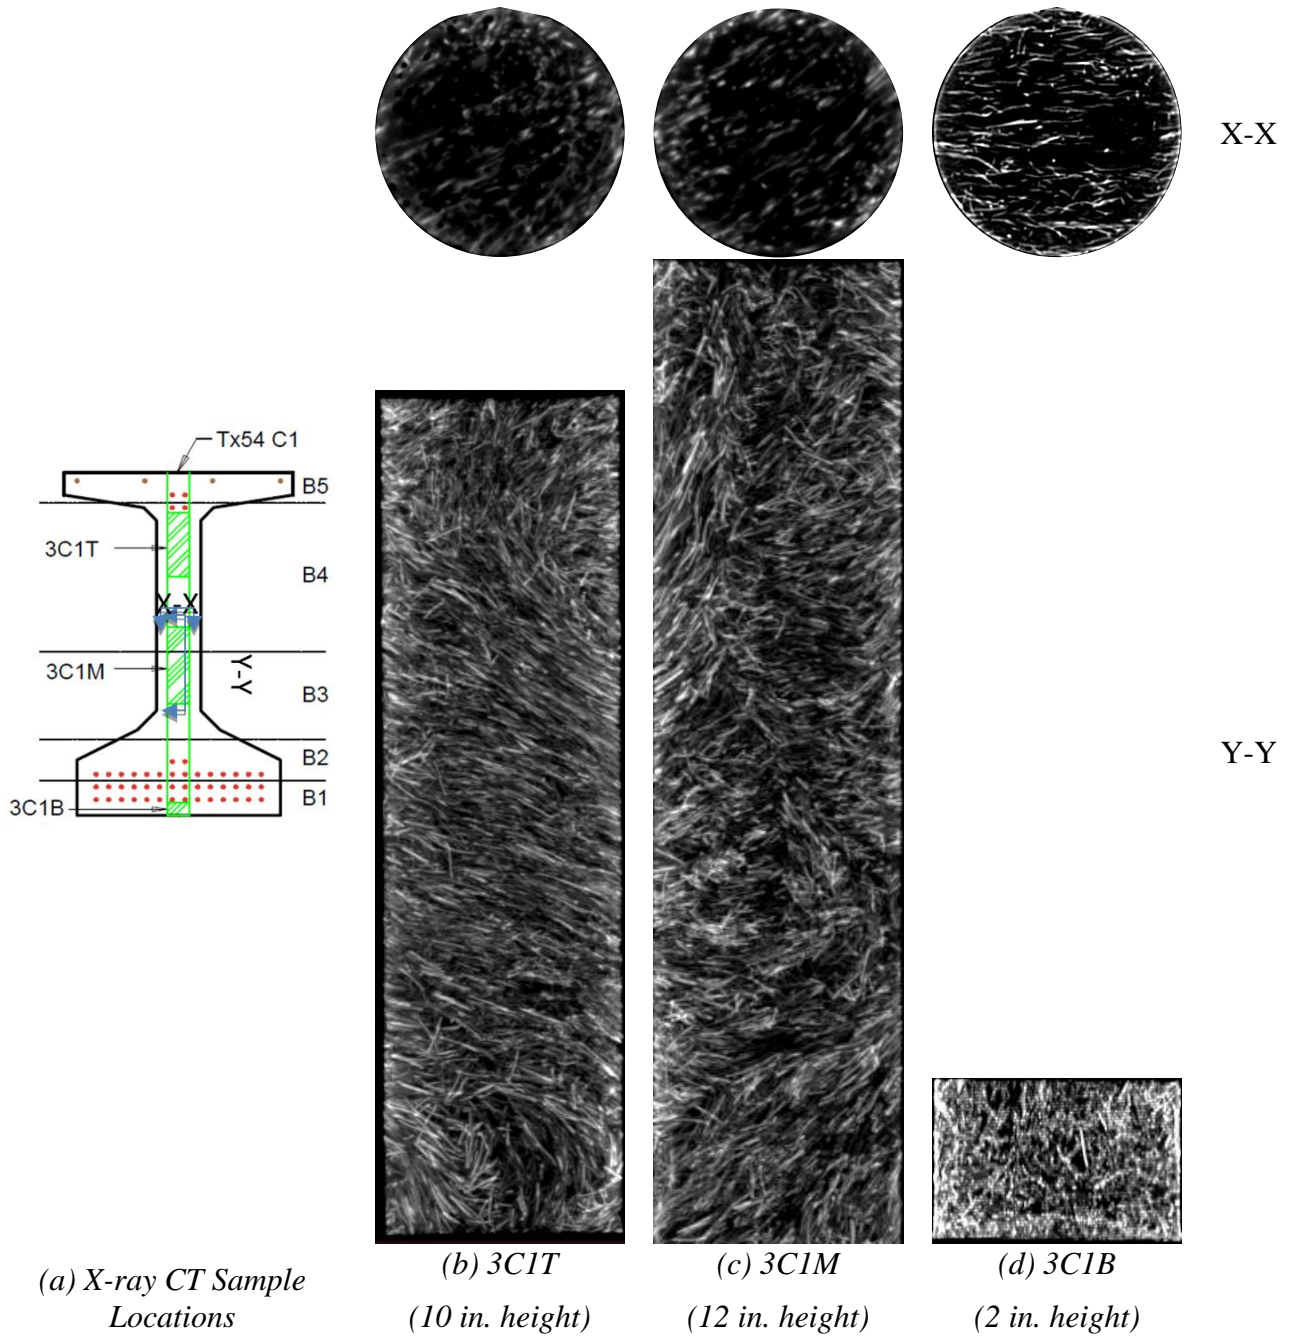 X-X
Tx54 C1
B5
3C1T
B4
X-X
3C1M
Y-Y
B3
B2
3C1B
B1
Y-Y
(a) X-ray CT Sample
Locations
(b) 3C1T
(10 in. height)
(c) 3C1M
(12 in. height)
(d) 3C1B
(2 in. height)